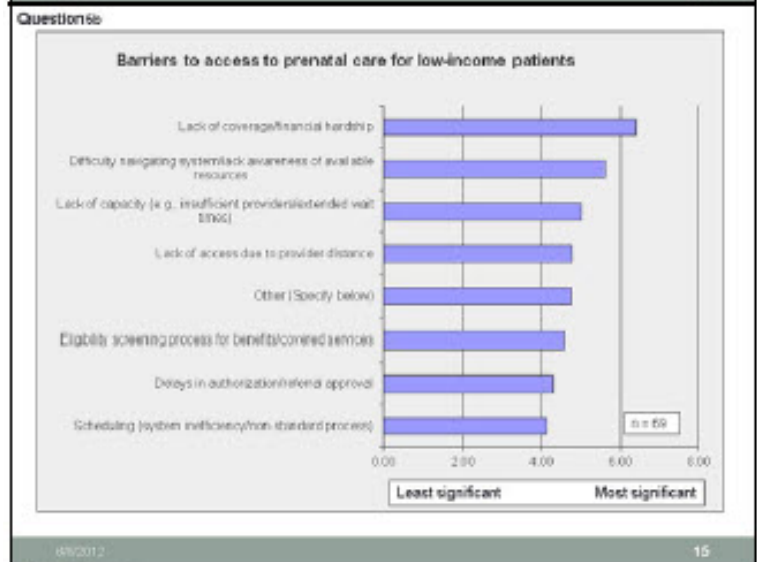 Question 5b
Barriers to access to prenatal care for low-income patients
Lack of coverage/financial hardship
Difficulty navigating system/lack awareness of available
resources
Lack of capacity (e.g., insufficient providers/extended wait
times)
Lack of access due to provider distance
Other (Specify below)
Eligibility screening process for benefits/covered services
Delays in authorization/referral approval
Scheduling (system inefficiency/non-standard process)
n = 69
0.00 2.00 4.00 6.00 8.00
Least significant Most significant
15